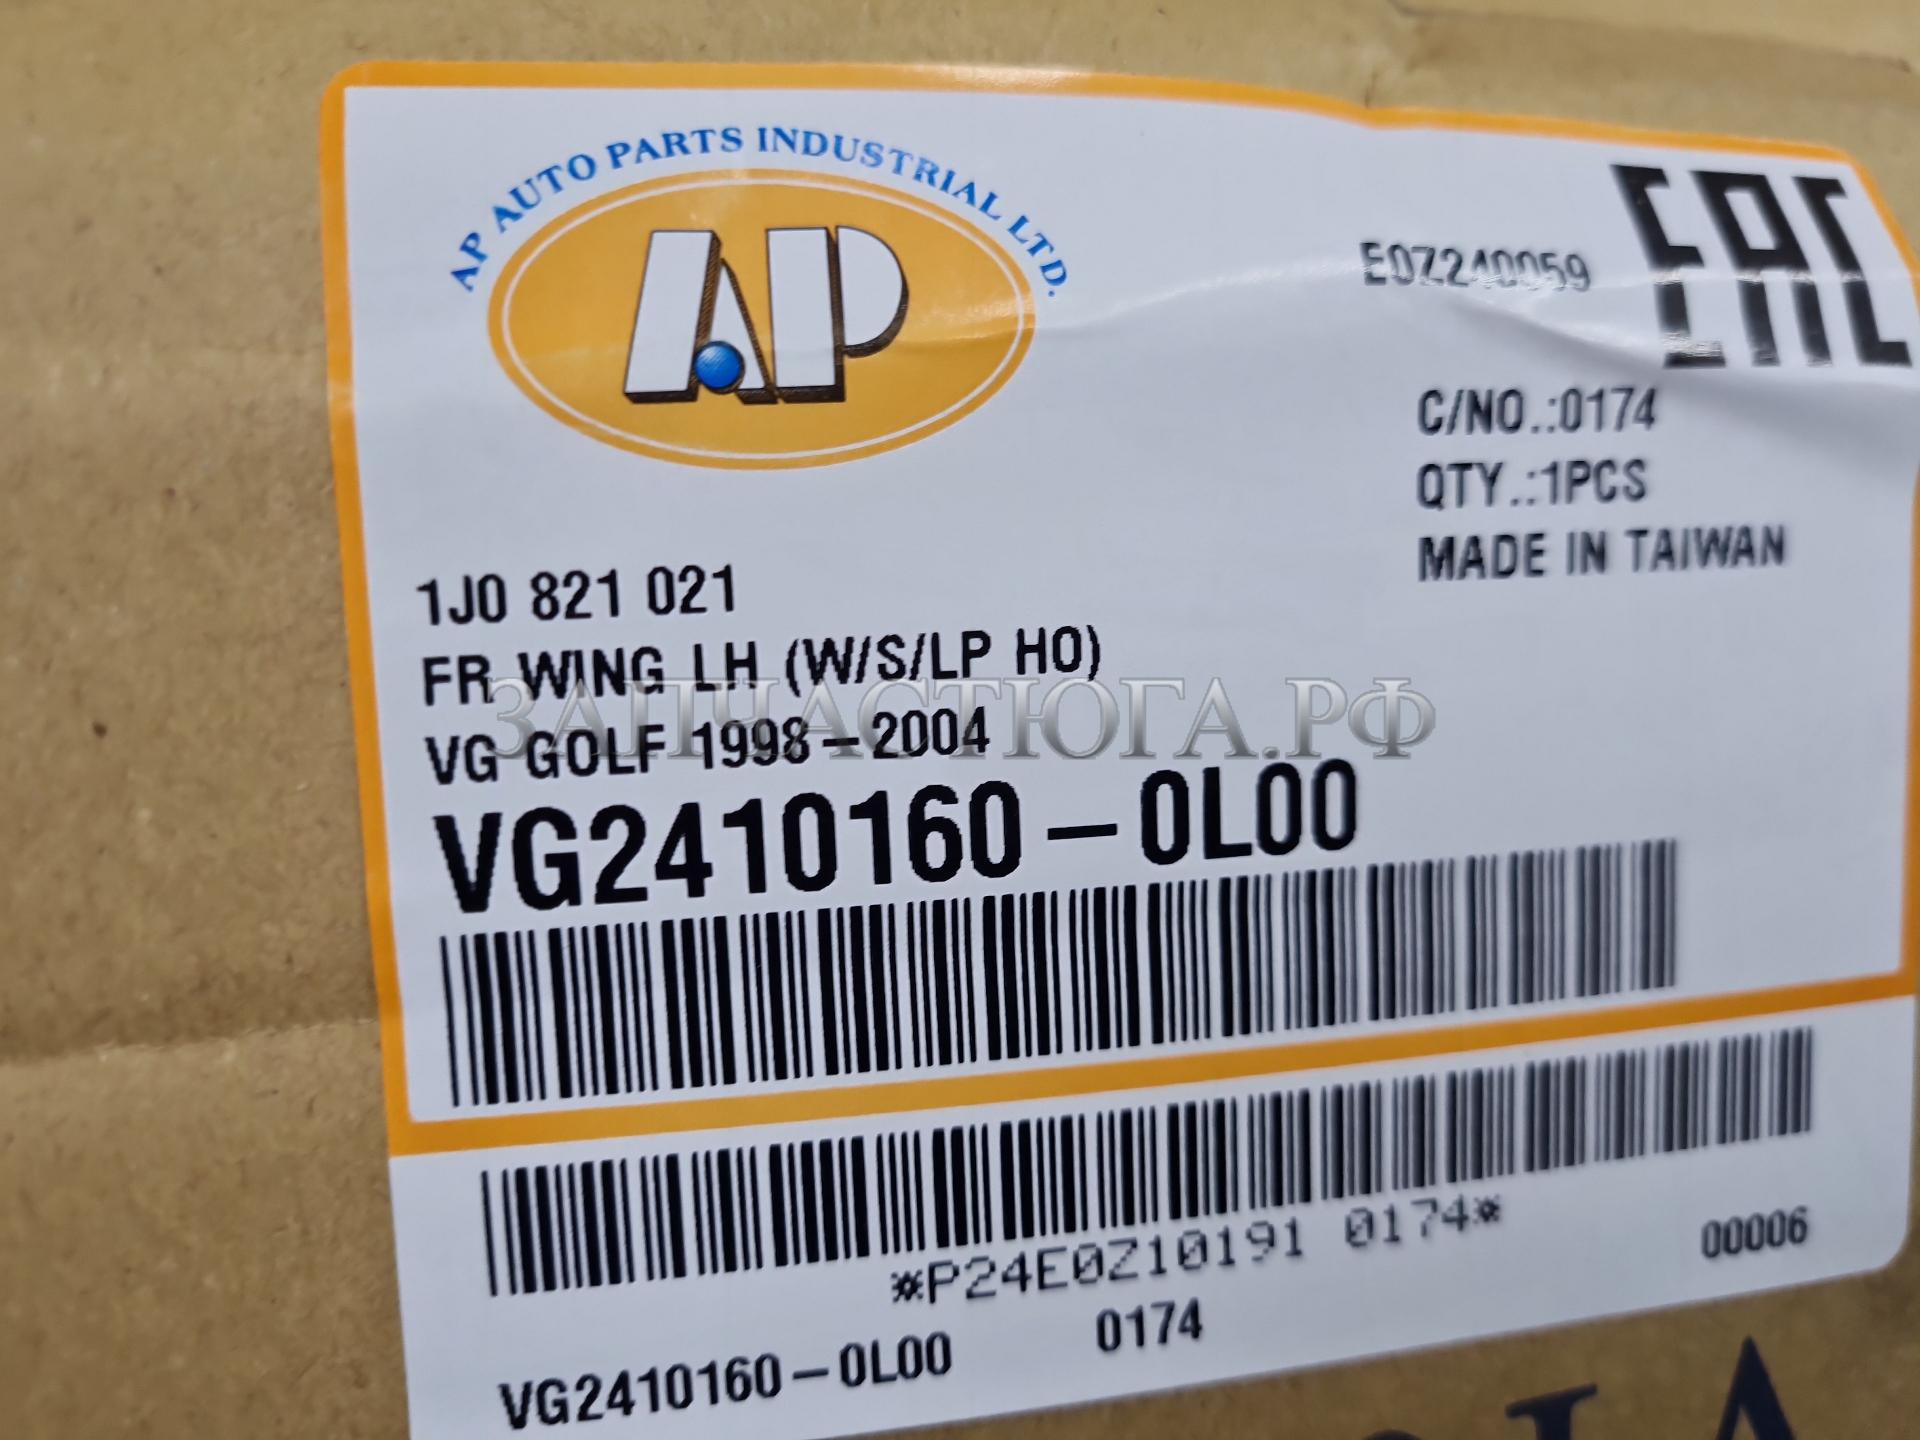 AP AUTO PARTS INDUSTRIAL LTD.
AP
E0Z240059
EAC
C/NO.:0174
QTY.:1PCS
MADE IN TAIWAN
1J0 821 021
FR WING LH (W/S/LP HO)
ЗАПЧАСТЮГА.РФ
VG GOLF 1998-2004
VG2410160-0L00
*P24E0Z10191 0174*
00006
VG2410160-0L00 0174